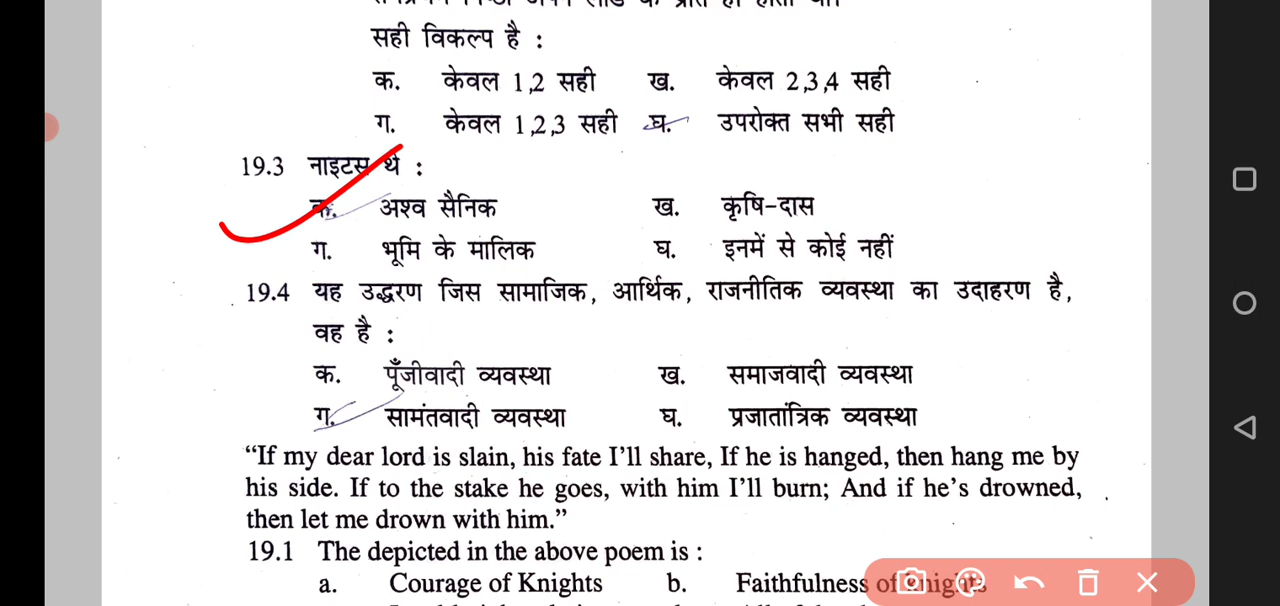 सही विकल्प है :
क. केवल 1,2 सही ख. केवल 2,3,4 सही
ग. केवल 1,2,3 सही घ. उपरोक्त सभी सही
19.3 नाइटस थे :
क. अश्व सैनिक ख. कृषि-दास
ग. भूमि के मालिक घ. इनमें से कोई नहीं
19.4 यह उद्धरण जिस सामाजिक, आर्थिक, राजनीतिक व्यवस्था का उदाहरण है,
वह है :
क. पूँजीवादी व्यवस्था ख. समाजवादी व्यवस्था
ग. सामंतवादी व्यवस्था घ. प्रजातांत्रिक व्यवस्था
“If my dear lord is slain, his fate I’ll share, If he is hanged, then hang me by
his side. If to the stake he goes, with him I’ll burn; And if he’s drowned,
then let me drown with him.”
19.1 The depicted in the above poem is :
a. Courage of Knights b. Faithfulness of knights